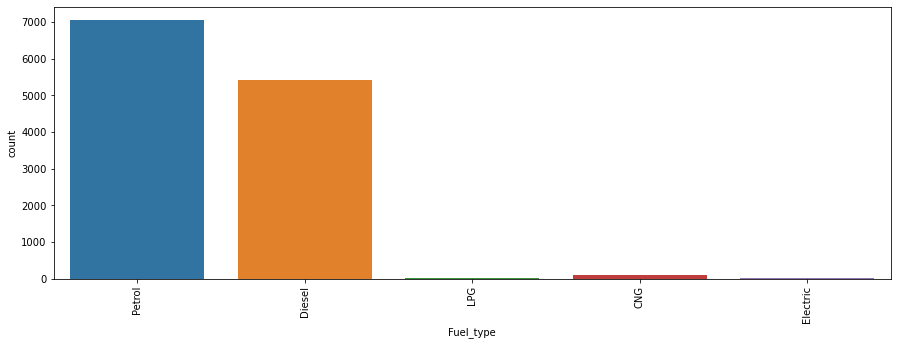 7000
6000
5000
4000
3000
2000
1000
0
count
Petrol
Diesel
LPG
CNG
Electric
Fuel_type